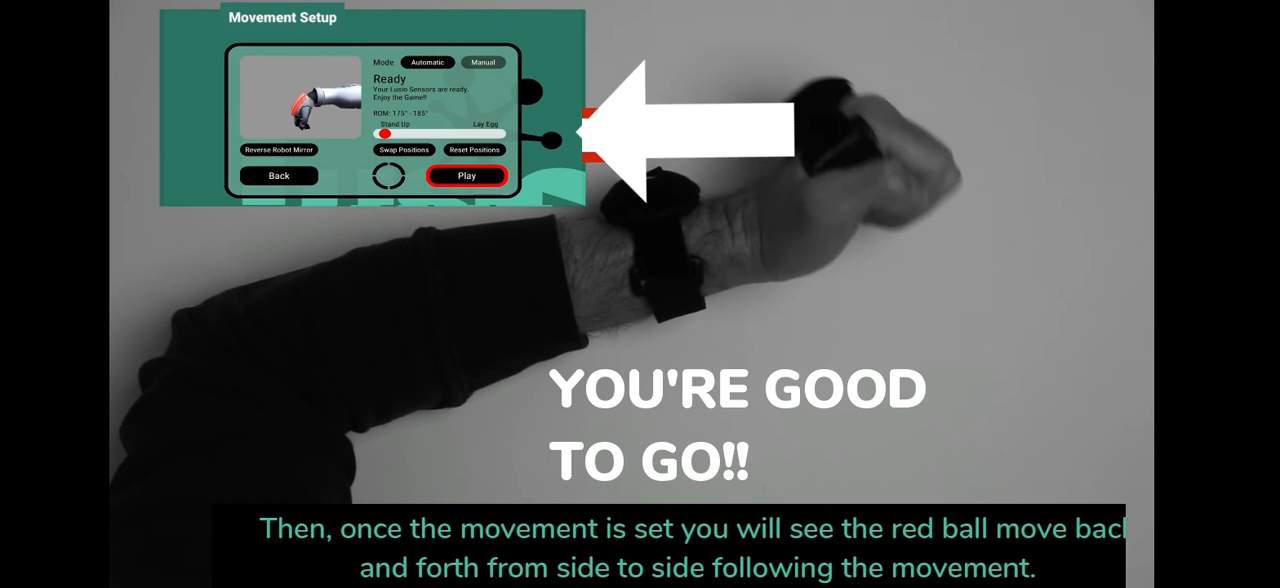 Movement Setup
Mode Automatic Manual
Ready
Your Lusio Sensors are ready.
Enjoy the Game!!
ROM: 175° - 185°
Stand Up Lay Egg
Reverse Robot Mirror Swap Positions Reset Positions
Back Play
YOU'RE GOOD
TO GO!!
Then, once the movement is set you will see the red ball move back
and forth from side to side following the movement.